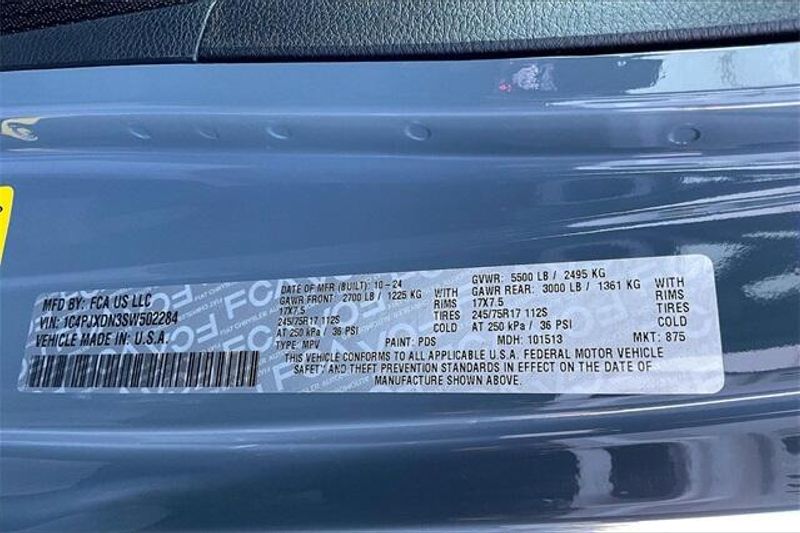 MFD BY: FCA US LLC
VIN: 1C4PJXDN3SW502284
VEHICLE MADE IN: U.S.A.
DATE OF MFR (BUILT): 10-24
GAWR FRONT: 2700 LB / 1225 KG WITH
17X7.5 RIMS
245/75R17 112S TIRES
AT 250 kPa / 36 PSI COLD
GVWR: 5500 LB / 2495 KG
GAWR REAR: 3000 LB / 1361 KG WITH
17X7.5 RIMS
245/75R17 112S TIRES
AT 250 kPa / 36 PSI COLD
TYPE: MPV PAINT: PDS MDH: 101513 MKT: 875
THIS VEHICLE CONFORMS TO ALL APPLICABLE U.S.A. FEDERAL MOTOR VEHICLE
SAFETY AND THEFT PREVENTION STANDARDS IN EFFECT ON THE DATE OF
MANUFACTURE SHOWN ABOVE.